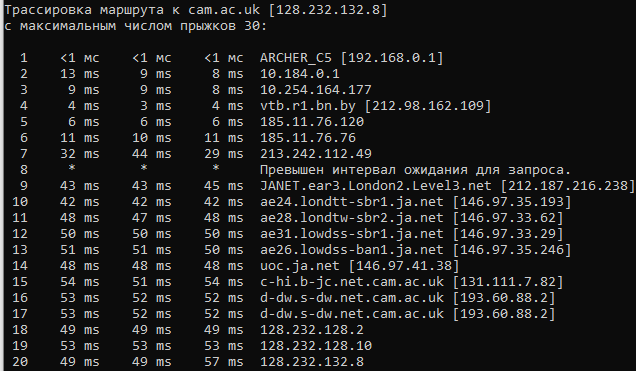 Трассировка маршрута к cam.ac.uk [128.232.132.8]
с максимальным числом прыжков 30:
1 <1 мс <1 мс <1 мс ARCHER_C5 [192.168.0.1]
2 13 ms 9 ms 8 ms 10.184.0.1
3 9 ms 9 ms 8 ms 10.254.164.177
4 4 ms 3 ms 4 ms vtb.r1.bn.by [212.98.162.109]
5 6 ms 6 ms 6 ms 185.11.76.120
6 11 ms 10 ms 11 ms 185.11.76.76
7 32 ms 44 ms 29 ms 213.242.112.49
8 * * * Превышен интервал ожидания для запроса.
9 43 ms 43 ms 45 ms JANET.ear3.London2.Level3.net [212.187.216.238]
10 42 ms 42 ms 42 ms ae24.londtt-sbr1.ja.net [146.97.35.193]
11 48 ms 47 ms 48 ms ae28.londtw-sbr2.ja.net [146.97.33.62]
12 50 ms 50 ms 50 ms ae31.lowdss-sbr1.ja.net [146.97.33.29]
13 51 ms 51 ms 50 ms ae26.lowdss-ban1.ja.net [146.97.35.246]
14 48 ms 48 ms 48 ms uoc.ja.net [146.97.41.38]
15 54 ms 51 ms 54 ms c-hi.b-jc.net.cam.ac.uk [131.111.7.82]
16 53 ms 52 ms 52 ms d-dw.s-dw.net.cam.ac.uk [193.60.88.2]
17 53 ms 52 ms 52 ms d-dw.s-dw.net.cam.ac.uk [193.60.88.2]
18 49 ms 49 ms 49 ms 128.232.128.2
19 53 ms 53 ms 53 ms 128.232.128.10
20 49 ms 49 ms 57 ms 128.232.132.8